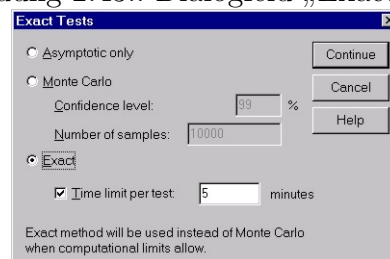 Exact Tests
Asymptotic only
Continue
Monte Carlo
Cancel
Confidence level: 99 %
Help
Number of samples: 10000
Exact
Time limit per test: 5 minutes
Exact method will be used instead of Monte Carlo
when computational limits allow.